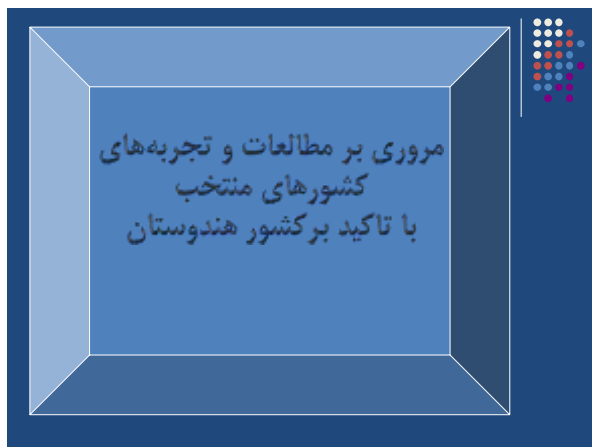 مروری بر مطالعات و تجربه‌های
کشورهای منتخب
با تاکید برکشور هندوستان